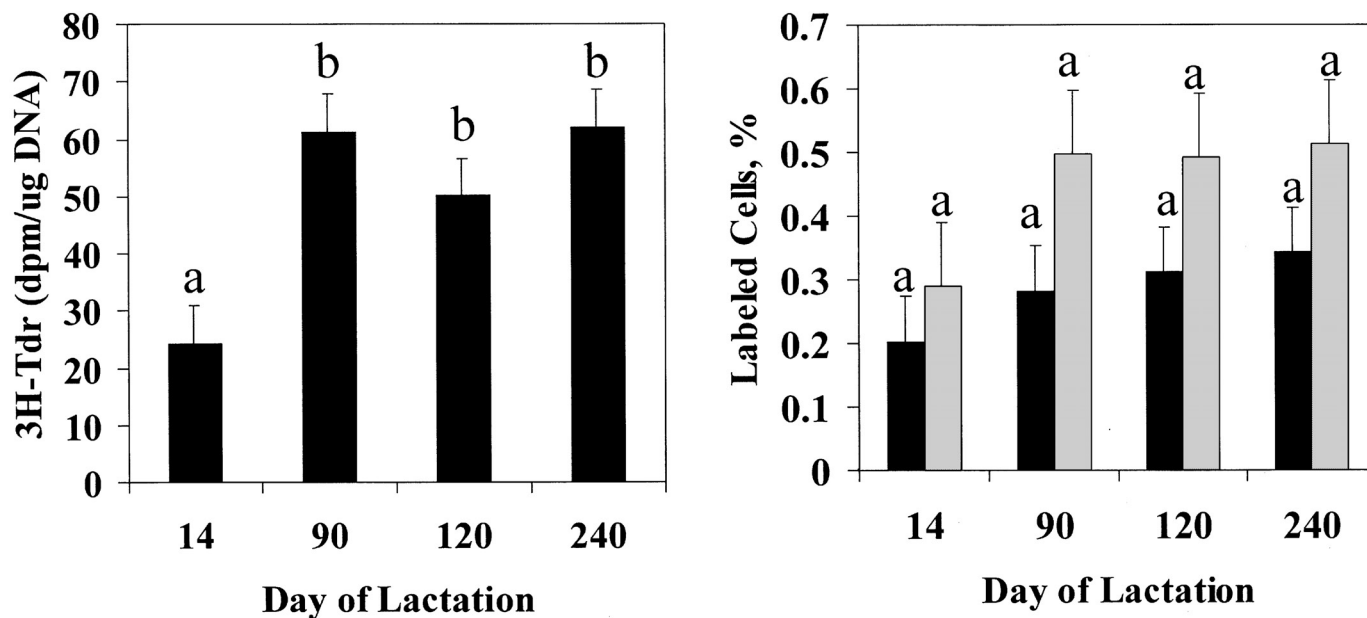 3H-Tdr (dpm/ug DNA)
80
70
60
50
40
30
20
10
0
a
b
b
b
14 90 120 240
Day of Lactation
Labeled Cells, %
0.7
0.6
0.5
0.4
0.3
0.2
0.1
0
a a
a a
a a
a a
14 90 120 240
Day of Lactation